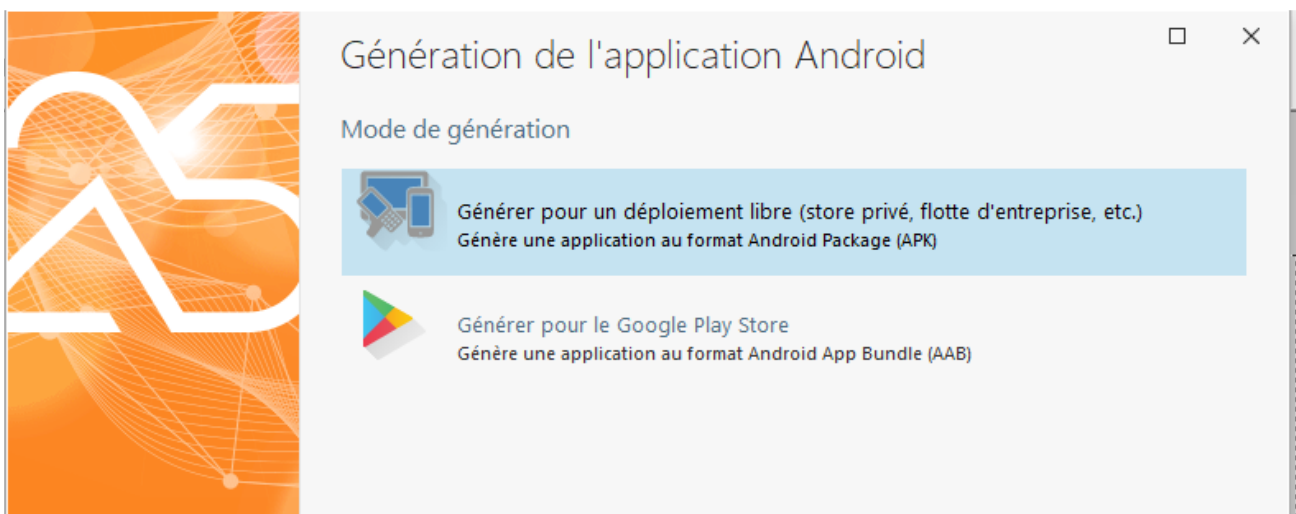 Génération de l'application Android
Mode de génération
Générer pour un déploiement libre (store privé, flotte d'entreprise, etc.)
Génère une application au format Android Package (APK)
Générer pour le Google Play Store
Génère une application au format Android App Bundle (AAB)